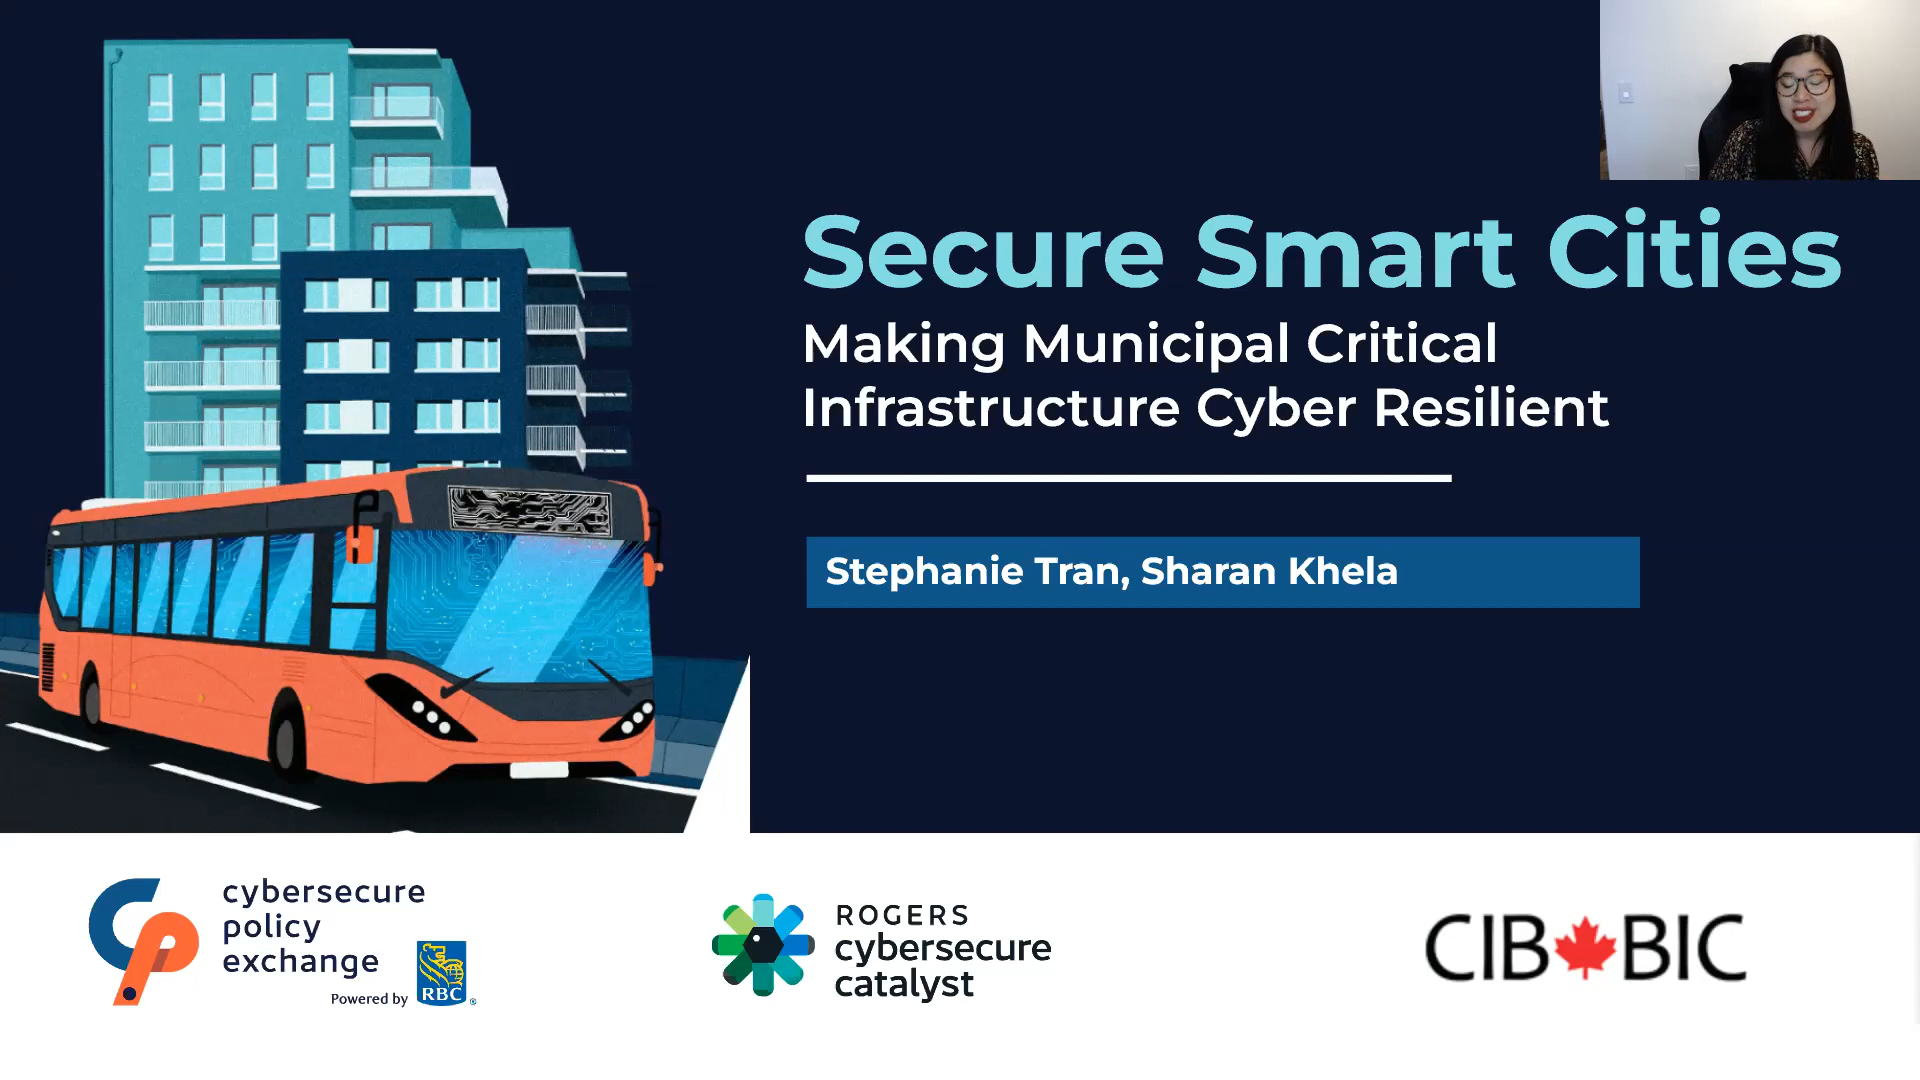 Secure Smart Cities
Making Municipal Critical
Infrastructure Cyber Resilient
Stephanie Tran, Sharan Khela
cybersecure
policy
exchange
Powered by
RBC
®
ROGERS
cybersecure
catalyst
CIB BIC